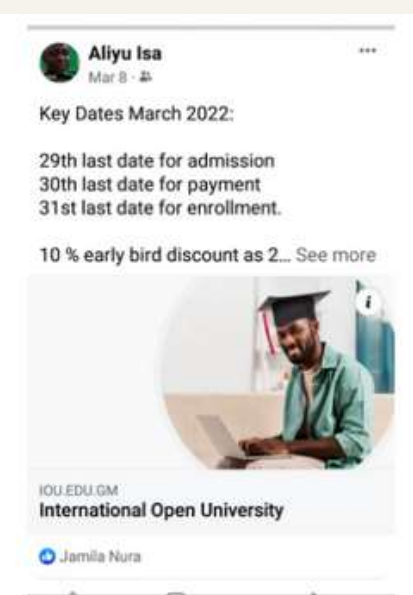 Aliyu Isa
Mar 8 ·
Key Dates March 2022:
29th last date for admission
30th last date for payment
31st last date for enrollment.
10 % early bird discount as 2... See more
i
IOU.EDU.GM
International Open University
Jamila Nura